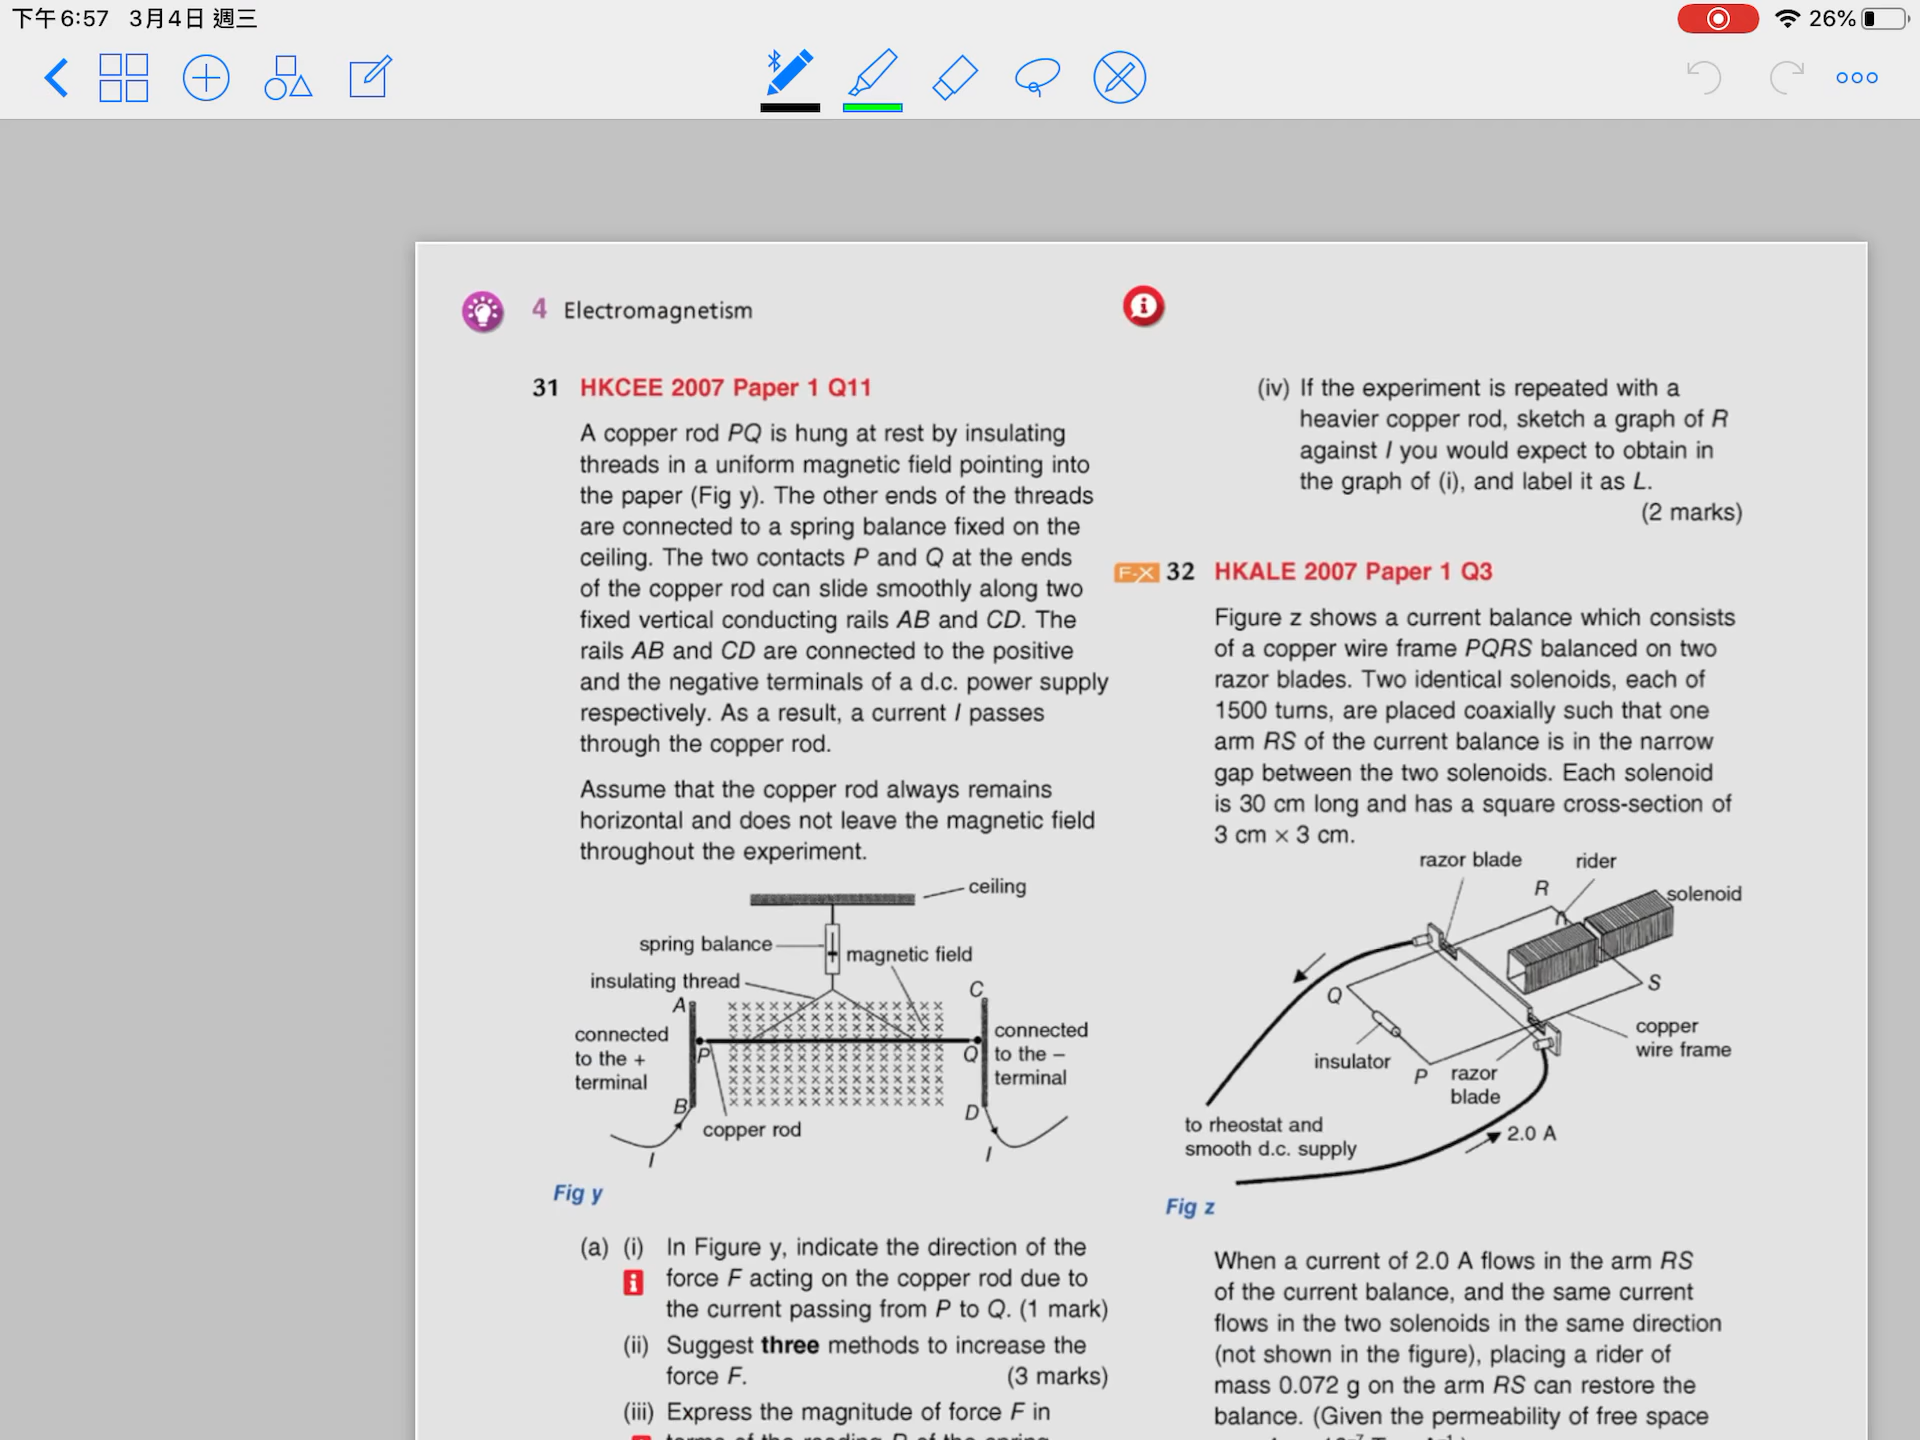 下午6:57 3月4日 週三
26%
4 Electromagnetism
31 HKCEE 2007 Paper 1 Q11
A copper rod PQ is hung at rest by insulating
threads in a uniform magnetic field pointing into
the paper (Fig y). The other ends of the threads
are connected to a spring balance fixed on the
ceiling. The two contacts P and Q at the ends
of the copper rod can slide smoothly along two
fixed vertical conducting rails AB and CD. The
rails AB and CD are connected to the positive
and the negative terminals of a d.c. power supply
respectively. As a result, a current I passes
through the copper rod.
Assume that the copper rod always remains
horizontal and does not leave the magnetic field
throughout the experiment.
ceiling
spring balance
magnetic field
insulating thread
A
C
connected
to the +
terminal
P
Q
connected
to the –
terminal
B
D
copper rod
I
I
Fig y
(a) (i) In Figure y, indicate the direction of the
force F acting on the copper rod due to
the current passing from P to Q. (1 mark)
(ii) Suggest three methods to increase the
force F. (3 marks)
(iii) Express the magnitude of force F in
terms of the reading R of the spring
(iv) If the experiment is repeated with a
heavier copper rod, sketch a graph of R
against I you would expect to obtain in
the graph of (i), and label it as L.
(2 marks)
F-X 32 HKALE 2007 Paper 1 Q3
Figure z shows a current balance which consists
of a copper wire frame PQRS balanced on two
razor blades. Two identical solenoids, each of
1500 turns, are placed coaxially such that one
arm RS of the current balance is in the narrow
gap between the two solenoids. Each solenoid
is 30 cm long and has a square cross-section of
3 cm × 3 cm.
razor blade
rider
R
solenoid
S
Q
copper
wire frame
insulator
P
razor
blade
to rheostat and
smooth d.c. supply
2.0 A
Fig z
When a current of 2.0 A flows in the arm RS
of the current balance, and the same current
flows in the two solenoids in the same direction
(not shown in the figure), placing a rider of
mass 0.072 g on the arm RS can restore the
balance. (Given the permeability of free space